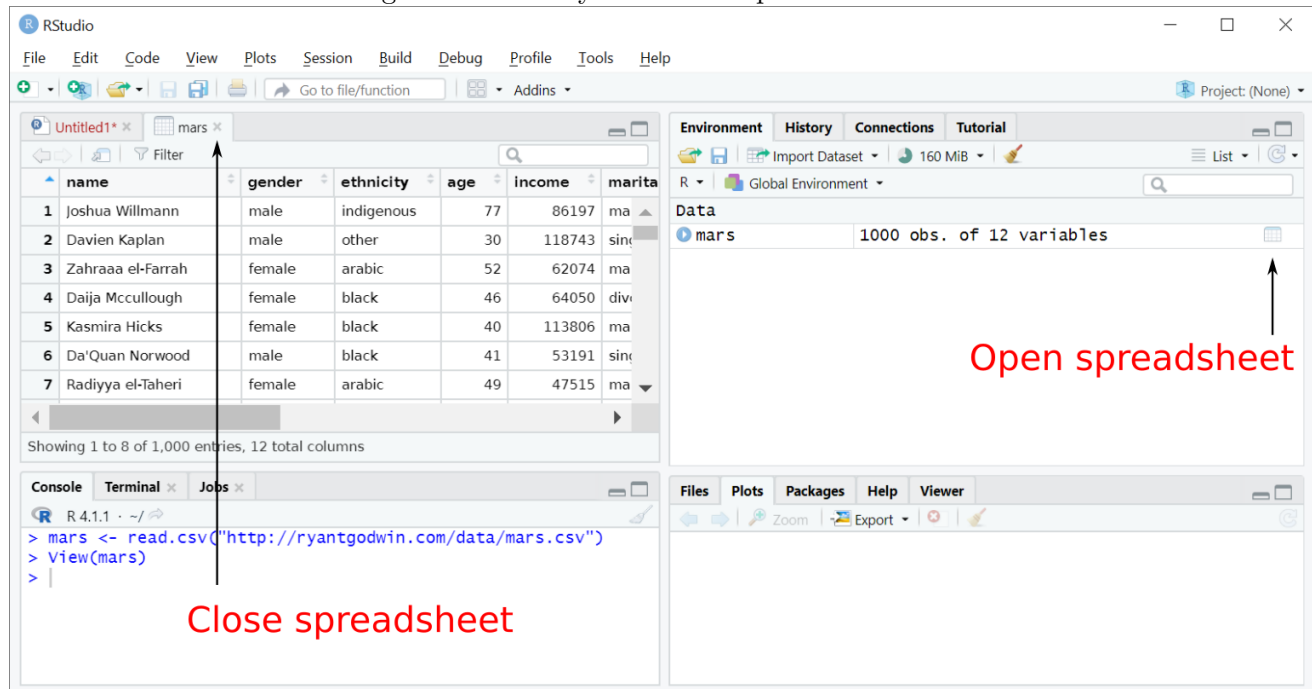 RStudio
File Edit Code View Plots Session Build Debug Profile Tools Help
Go to file/function Addins Project: (None)
Untitled1* mars
Filter
name gender ethnicity age income marita
1 Joshua Willmann male indigenous 77 86197 ma
2 Davien Kaplan male other 30 118743 sing
3 Zahraaa el-Farrah female arabic 52 62074 ma
4 Daija Mccullough female black 46 64050 div
5 Kasmira Hicks female black 40 113806 ma
6 Da'Quan Norwood male black 41 53191 sing
7 Radiyya el-Taheri female arabic 49 47515 ma
Showing 1 to 8 of 1,000 entries, 12 total columns
Console Terminal Jobs
R 4.1.1 · ~/
> mars <- read.csv("http://ryantgodwin.com/data/mars.csv")
> View(mars)
>
Close spreadsheet
Environment History Connections Tutorial
Import Dataset 160 MiB List
R Global Environment
Data
mars 1000 obs. of 12 variables
Open spreadsheet
Files Plots Packages Help Viewer
Zoom Export